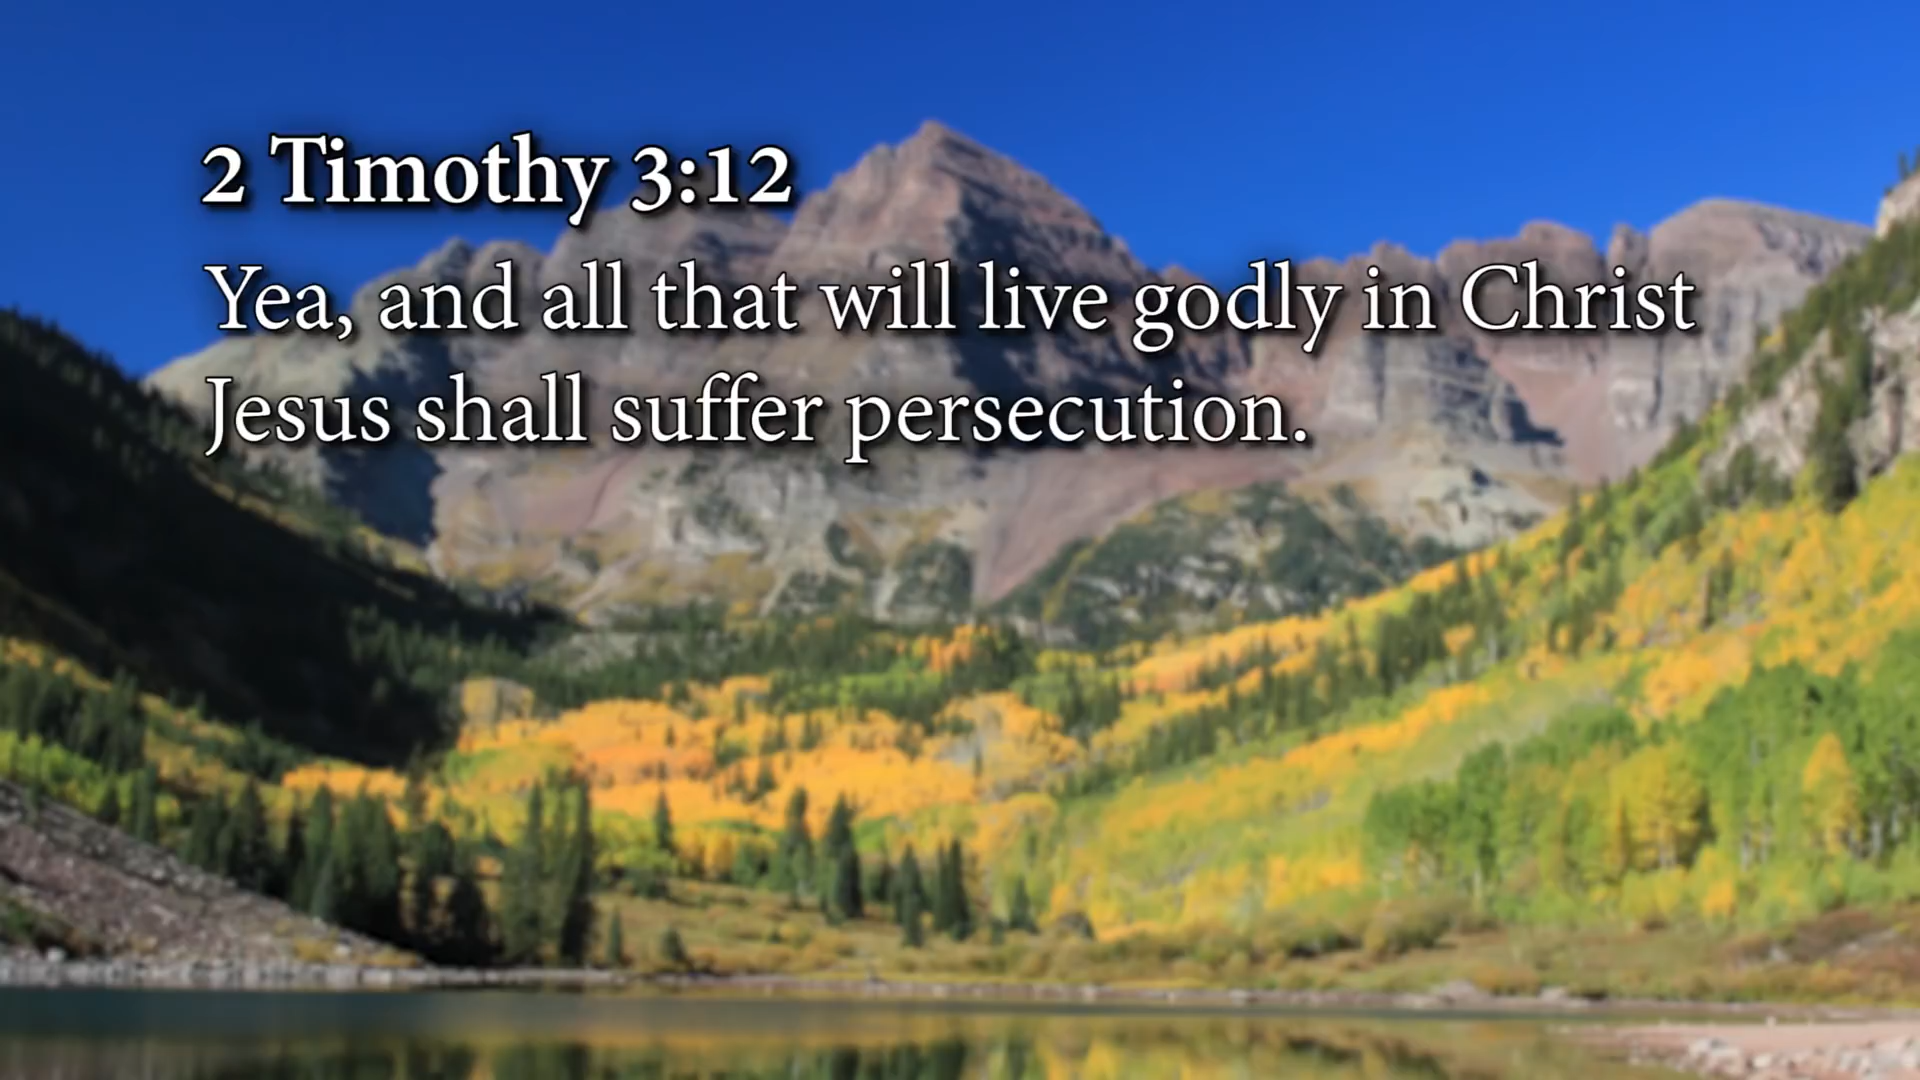 2 Timothy 3:12
Yea, and all that will live godly in Christ
Jesus shall suffer persecution.